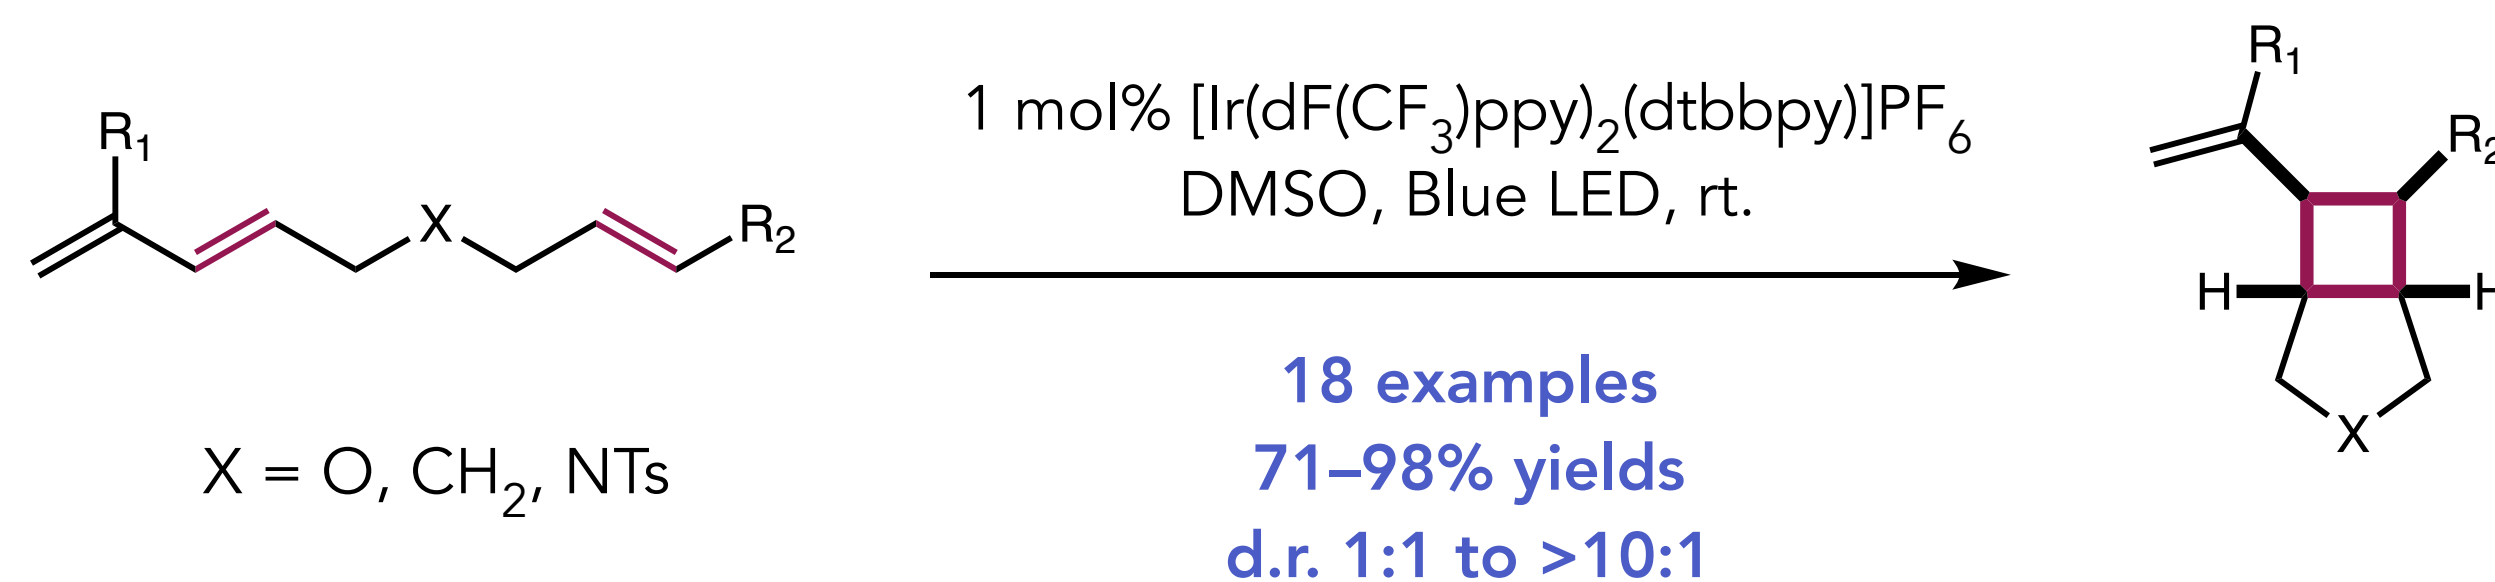 R1
X
R2
X = O, CH2, NTs
1 mol% [Ir(dF(CF3)ppy)2(dtbbpy)]PF6
DMSO, Blue LED, rt.
18 examples
71–98% yields
d.r. 1:1 to >10:1
R1
R2
H
H
X